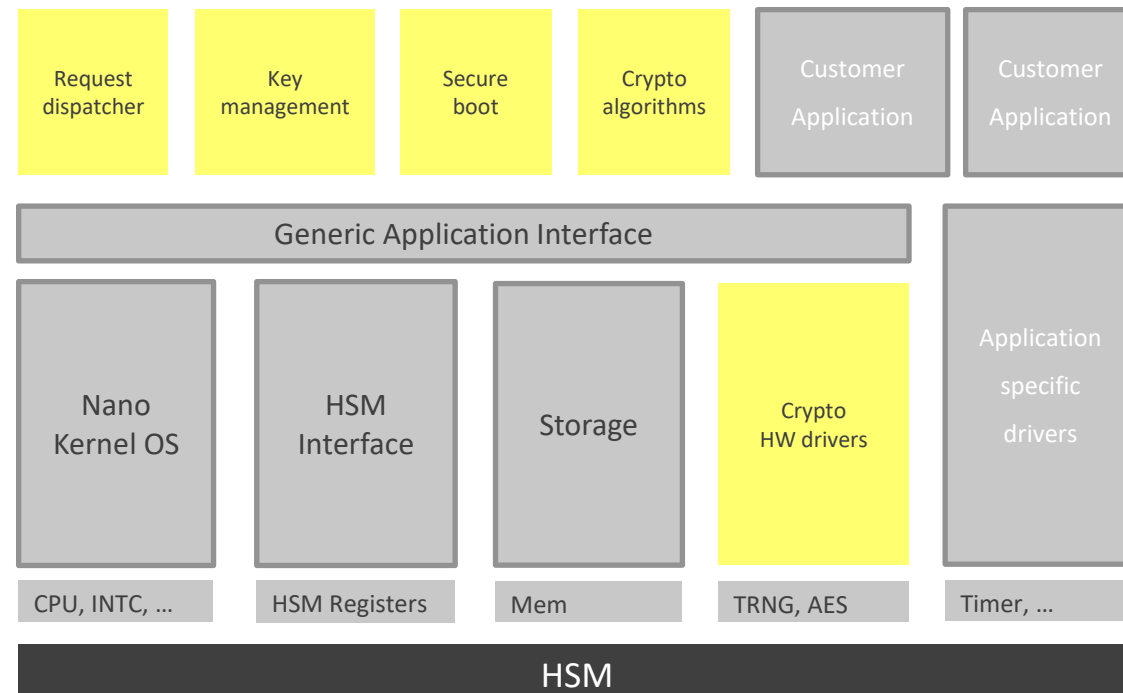 Request
dispatcher
Key
management
Secure
boot
Crypto
algorithms
Customer
Application
Customer
Application
Generic Application Interface
Nano
Kernel OS
HSM
Interface
Storage
Crypto
HW drivers
Application
specific
drivers
CPU, INTC, …
HSM Registers
Mem
TRNG, AES
Timer, …
HSM